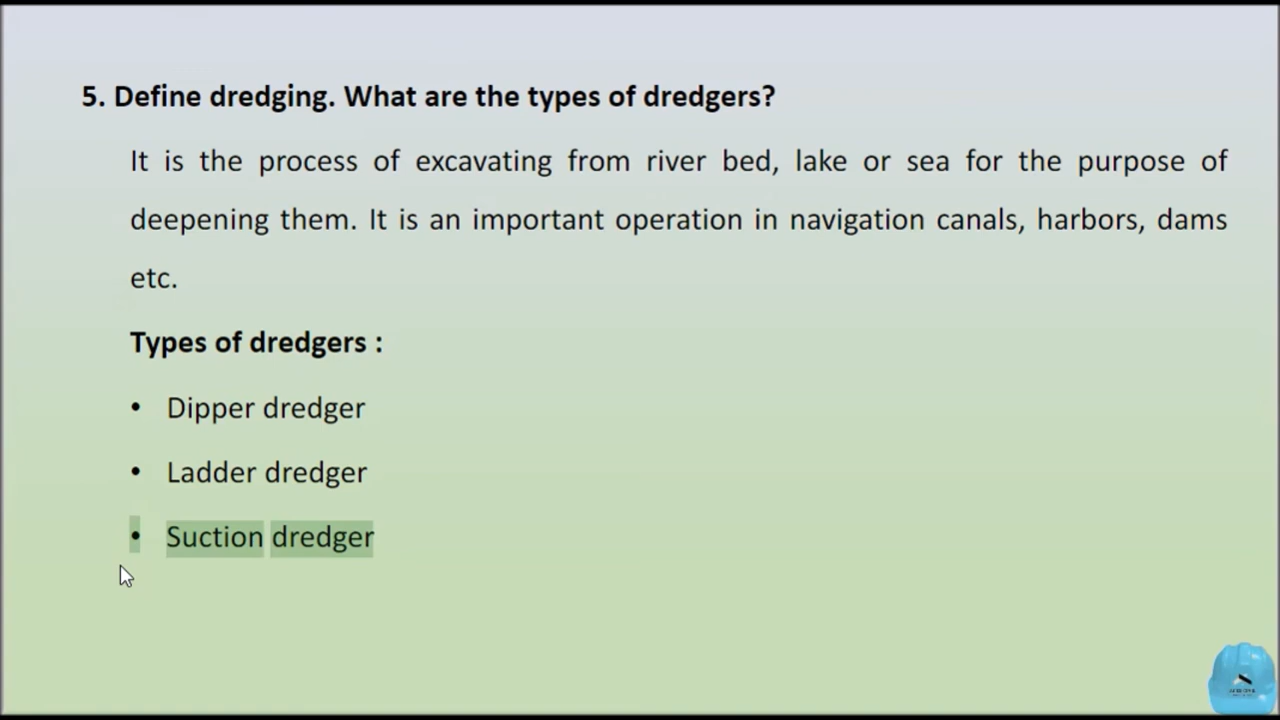 5. Define dredging. What are the types of dredgers?
It is the process of excavating from river bed, lake or sea for the purpose of
deepening them. It is an important operation in navigation canals, harbors, dams
etc.
Types of dredgers :
• Dipper dredger
• Ladder dredger
• Suction dredger